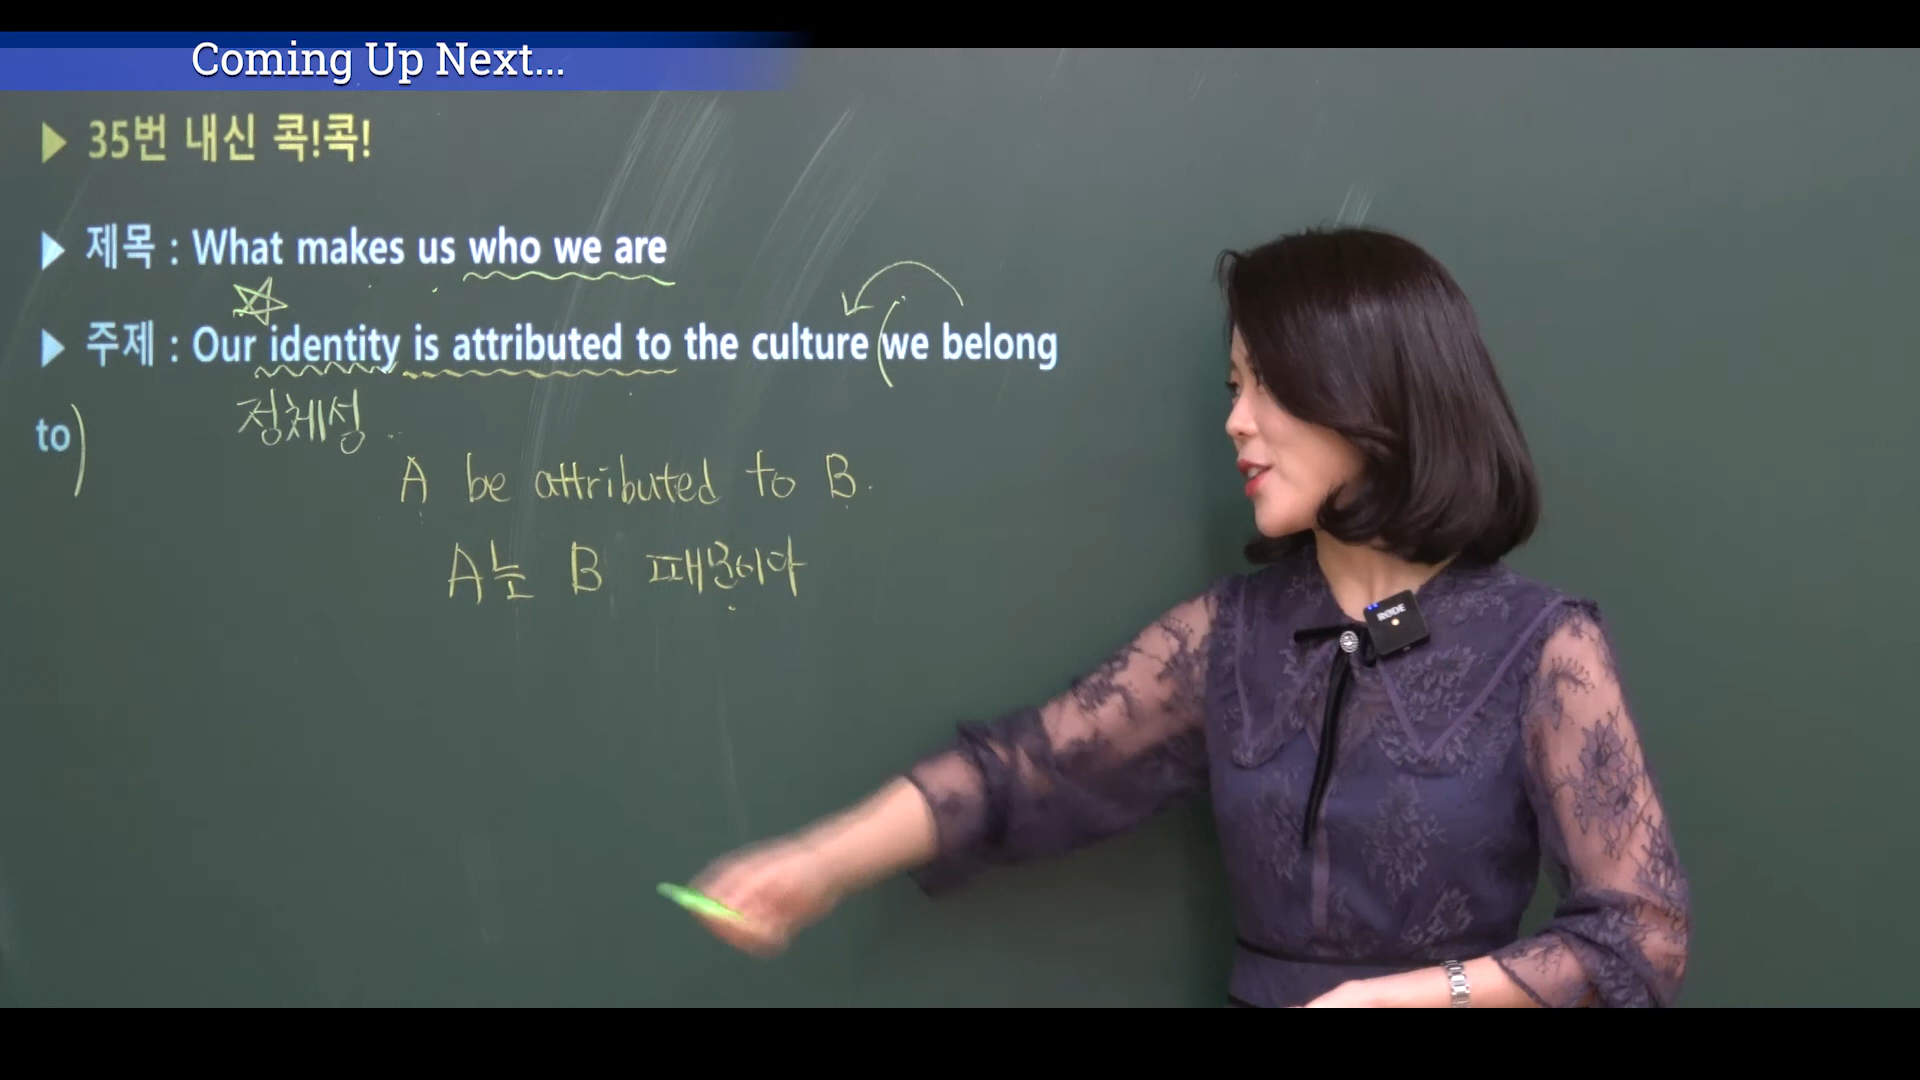 Coming Up Next...
▶ 35번 내신 콕!콕!
▶ 제목 : What makes us who we are
▶ 주제 : Our identity is attributed to the culture (we belong
to)
정체성
A be attributed to B.
A는 B 때문이다
RØDE